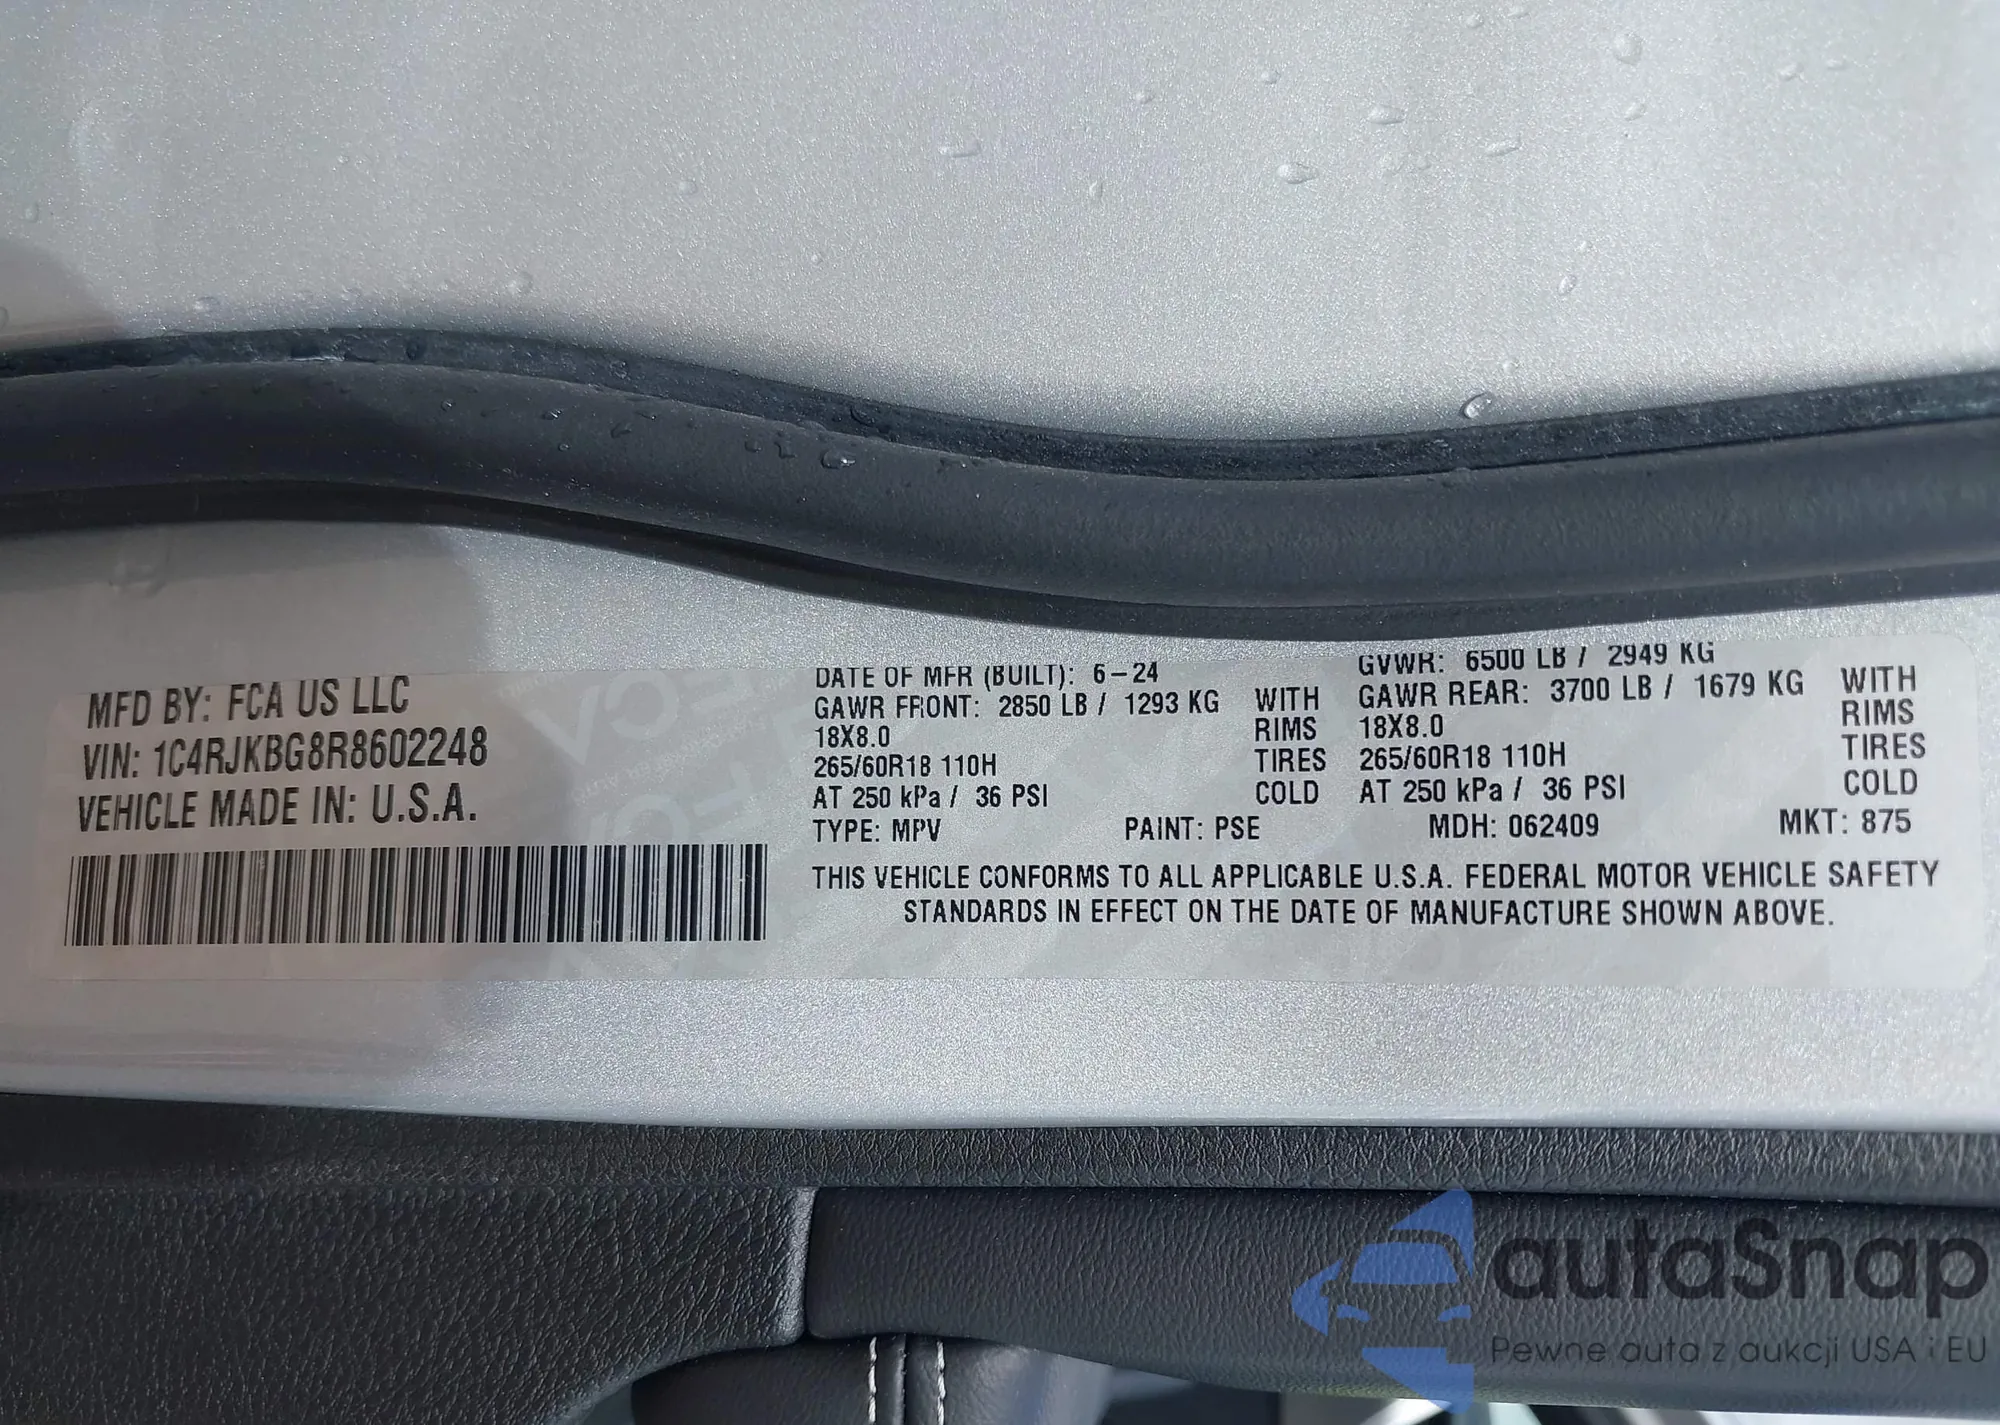 MFD BY: FCA US LLC
VIN: 1C4RJKBG8R8602248
VEHICLE MADE IN: U.S.A.
DATE OF MFR (BUILT): 6-24 GVWR: 6500 LB / 2949 KG
GAWR FRONT: 2850 LB / 1293 KG WITH GAWR REAR: 3700 LB / 1679 KG WITH
18X8.0 RIMS 18X8.0 RIMS
265/60R18 110H TIRES 265/60R18 110H TIRES
AT 250 kPa / 36 PSI COLD AT 250 kPa / 36 PSI COLD
TYPE: MPV PAINT: PSE MDH: 062409 MKT: 875
THIS VEHICLE CONFORMS TO ALL APPLICABLE U.S.A. FEDERAL MOTOR VEHICLE SAFETY
STANDARDS IN EFFECT ON THE DATE OF MANUFACTURE SHOWN ABOVE.
autaSnap
Pewne auta z aukcji USA i EU